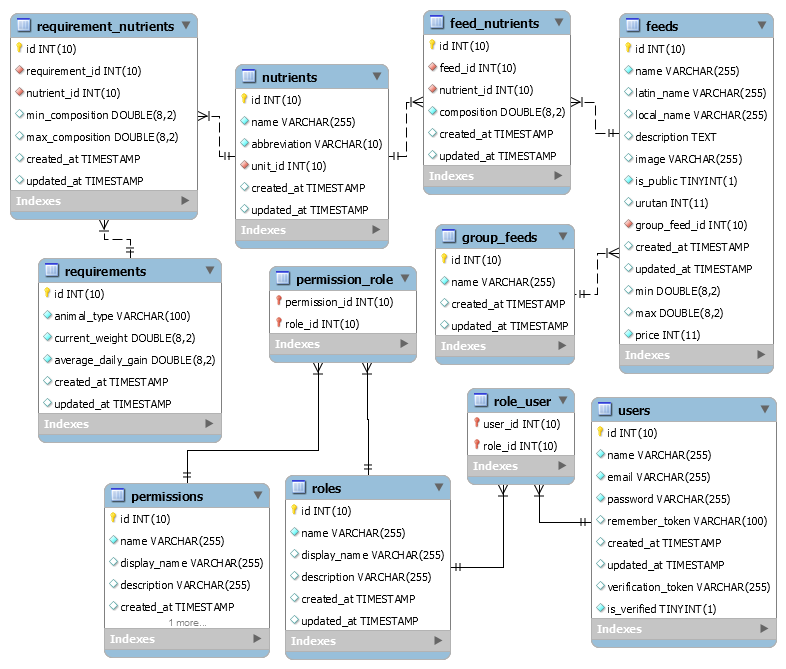 requirement_nutrients
id INT(10)
requirement_id INT(10)
nutrient_id INT(10)
min_composition DOUBLE(8,2)
max_composition DOUBLE(8,2)
created_at TIMESTAMP
updated_at TIMESTAMP
Indexes
nutrients
id INT(10)
name VARCHAR(255)
abbreviation VARCHAR(10)
unit_id INT(10)
created_at TIMESTAMP
updated_at TIMESTAMP
Indexes
feed_nutrients
id INT(10)
feed_id INT(10)
nutrient_id INT(10)
composition DOUBLE(8,2)
created_at TIMESTAMP
updated_at TIMESTAMP
Indexes
feeds
id INT(10)
name VARCHAR(255)
latin_name VARCHAR(255)
local_name VARCHAR(255)
description TEXT
image VARCHAR(255)
is_public TINYINT(1)
urutan INT(11)
group_feed_id INT(10)
created_at TIMESTAMP
updated_at TIMESTAMP
min DOUBLE(8,2)
max DOUBLE(8,2)
price INT(11)
Indexes
group_feeds
id INT(10)
name VARCHAR(255)
created_at TIMESTAMP
updated_at TIMESTAMP
Indexes
requirements
id INT(10)
animal_type VARCHAR(100)
current_weight DOUBLE(8,2)
average_daily_gain DOUBLE(8,2)
created_at TIMESTAMP
updated_at TIMESTAMP
Indexes
permission_role
permission_id INT(10)
role_id INT(10)
Indexes
role_user
user_id INT(10)
role_id INT(10)
Indexes
users
id INT(10)
name VARCHAR(255)
email VARCHAR(255)
password VARCHAR(255)
remember_token VARCHAR(100)
created_at TIMESTAMP
updated_at TIMESTAMP
verification_token VARCHAR(255)
is_verified TINYINT(1)
Indexes
permissions
id INT(10)
name VARCHAR(255)
display_name VARCHAR(255)
description VARCHAR(255)
created_at TIMESTAMP
1 more...
Indexes
roles
id INT(10)
name VARCHAR(255)
display_name VARCHAR(255)
description VARCHAR(255)
created_at TIMESTAMP
updated_at TIMESTAMP
Indexes